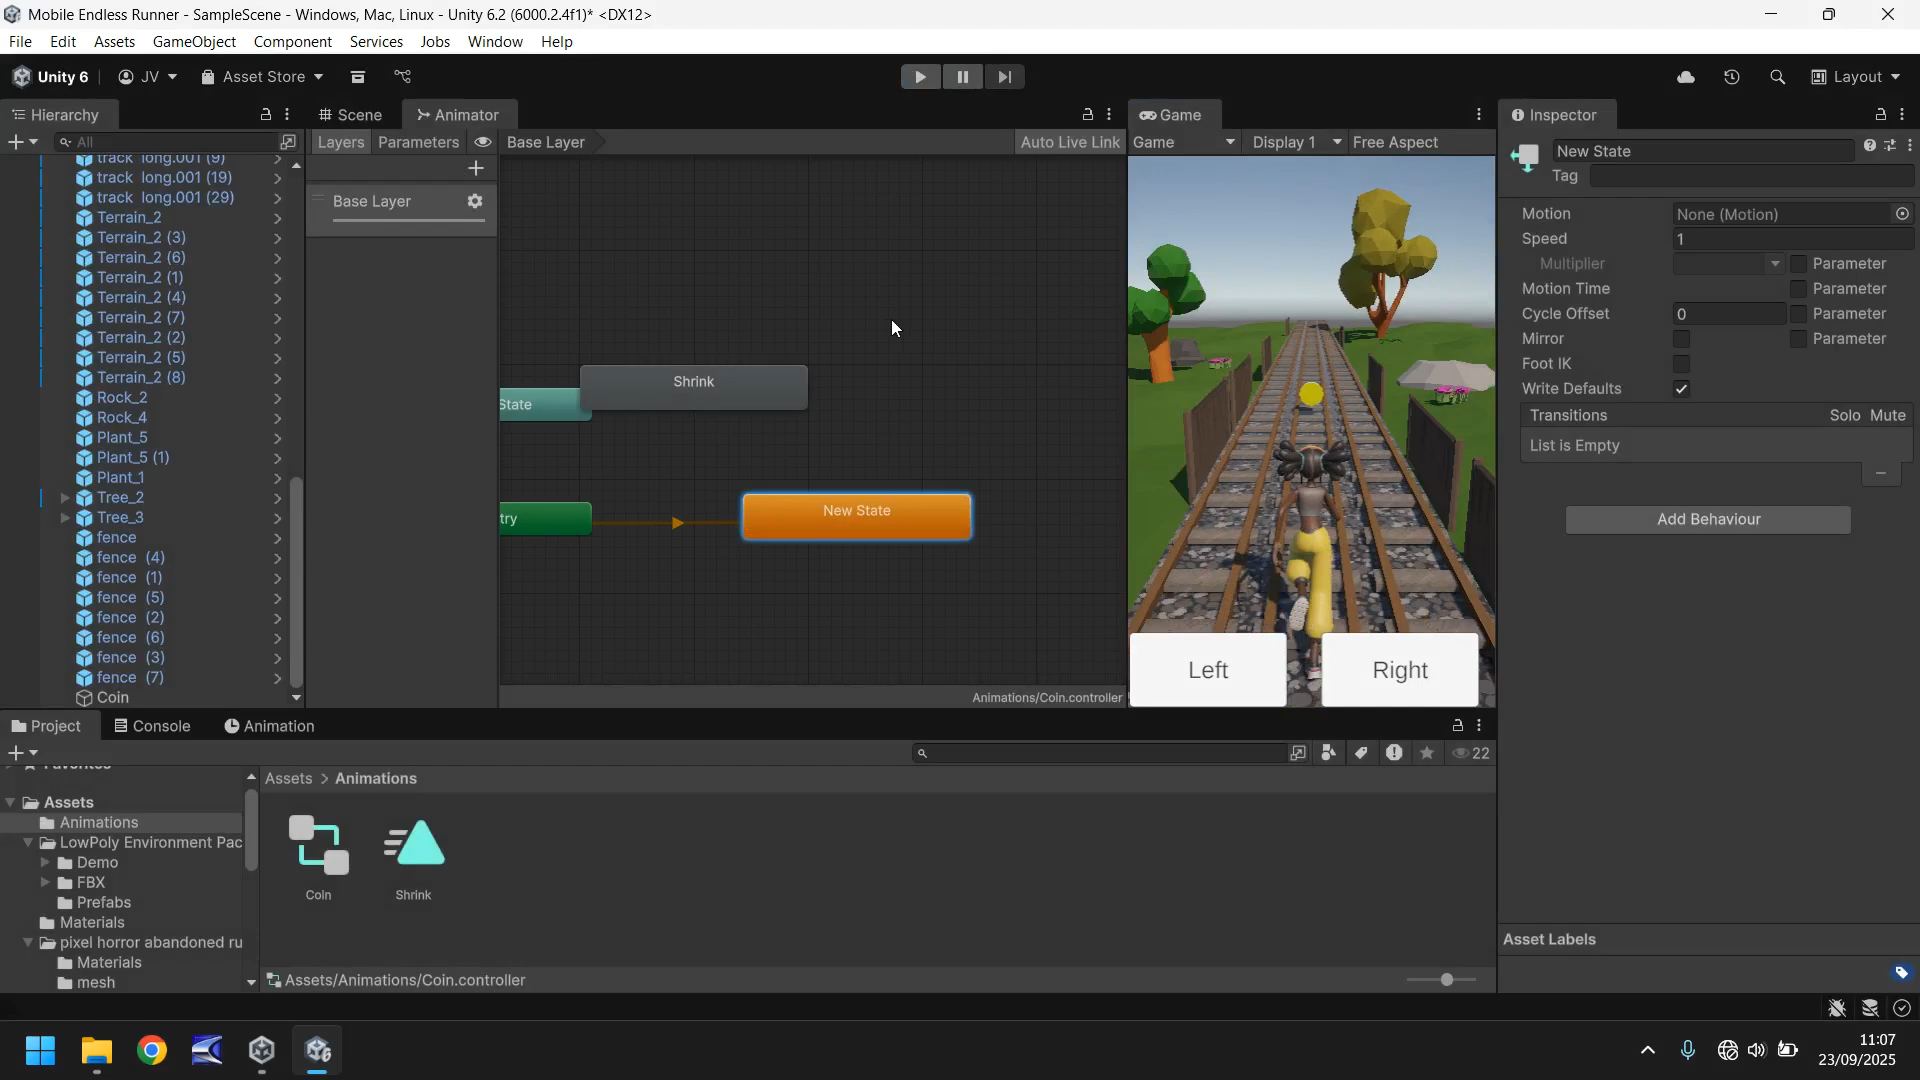 Mobile Endless Runner - SampleScene - Windows, Mac, Linux - Unity 6.2 (6000.2.4f1)* <DX12>
File Edit Assets GameObject Component Services Jobs Window Help
Unity 6 JV Asset Store Layout
Hierarchy Scene Animator Game Inspector
All Layers Parameters Base Layer Auto Live Link Game Display 1 Free Aspect New State
Tag
track long.001 (9)
track long.001 (19)
track long.001 (29)
Terrain_2
Terrain_2 (3)
Terrain_2 (6)
Terrain_2 (1)
Terrain_2 (4)
Terrain_2 (7)
Terrain_2 (2)
Terrain_2 (5)
Terrain_2 (8)
Rock_2
Rock_4
Plant_5
Plant_5 (1)
Plant_1
Tree_2
Tree_3
fence
fence (4)
fence (1)
fence (5)
fence (2)
fence (6)
fence (3)
fence (7)
Coin
Base Layer
State
Shrink
try
New State
Animations/Coin.controller
Left Right
Motion None (Motion)
Speed 1
Multiplier Parameter
Motion Time Parameter
Cycle Offset 0 Parameter
Mirror Parameter
Foot IK
Write Defaults
Transitions Solo Mute
List is Empty
Add Behaviour
Asset Labels
Project Console Animation
22
Favorites
Assets
Animations
LowPoly Environment Pac
Demo
FBX
Prefabs
Materials
pixel horror abandoned ru
Materials
mesh
Assets > Animations
Coin Shrink
Assets/Animations/Coin.controller
11:07
23/09/2025